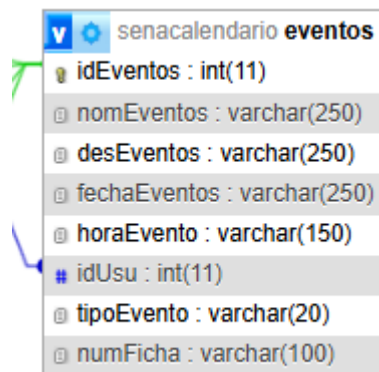 v senacalendario eventos
idEventos : int(11)
nomEventos : varchar(250)
desEventos : varchar(250)
fechaEventos : varchar(250)
horaEvento : varchar(150)
# idUsu : int(11)
tipoEvento : varchar(20)
numFicha : varchar(100)